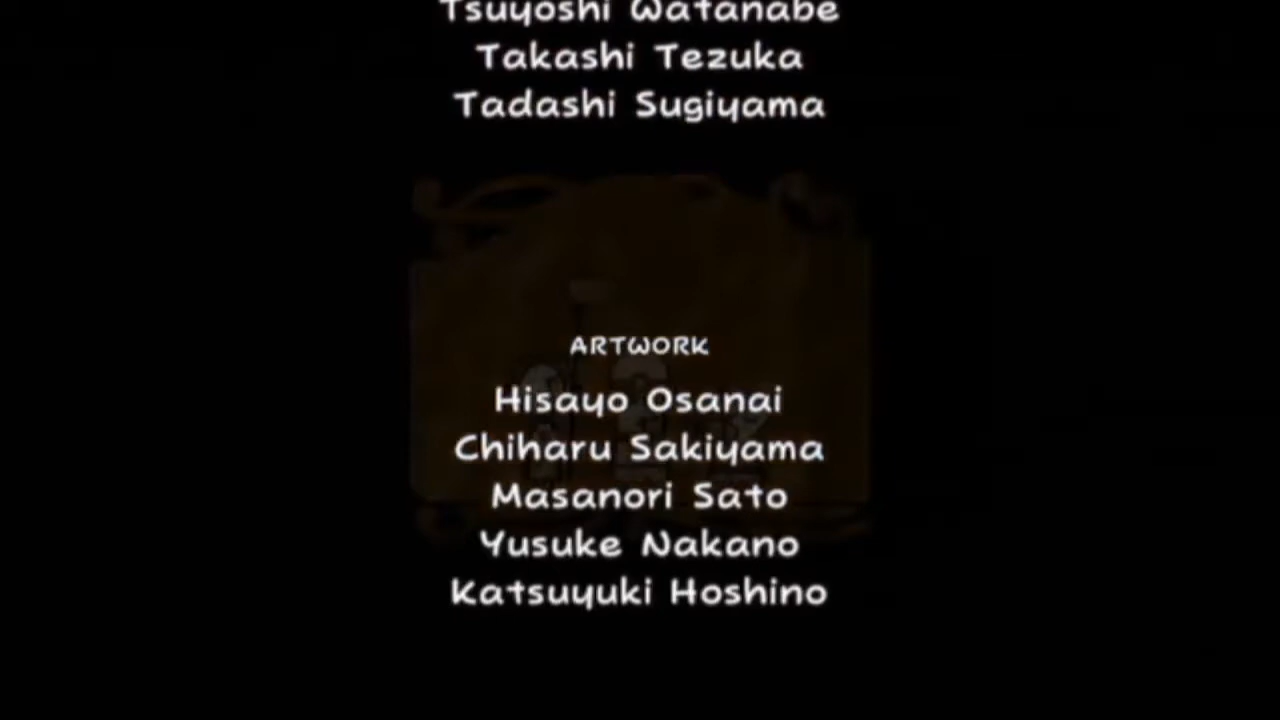 Tsuyoshi Watanabe
Takashi Tezuka
Tadashi Sugiyama
ARTWORK
Hisayo Osanai
Chiharu Sakiyama
Masanori Sato
Yusuke Nakano
Katsuyuki Hoshino